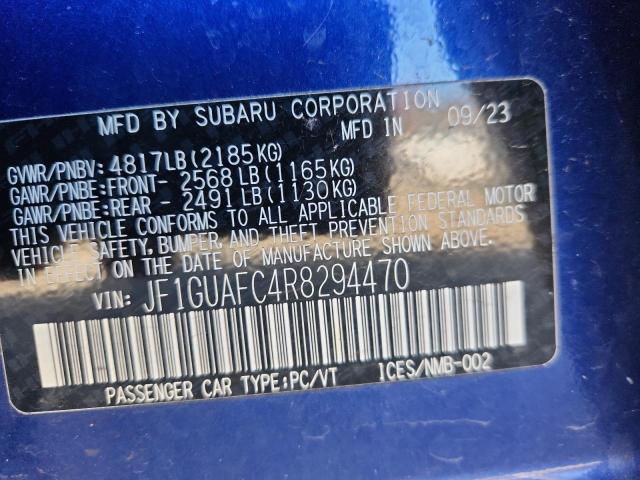 MFD BY SUBARU CORPORATION
MFD IN 09/23
GVWR/PNBV: 4817LB(2185KG)
GAWR/PNBE:FRONT- 2568LB(1165KG)
GAWR/PNBE:REAR - 2491LB(1130KG)
THIS VEHICLE CONFORMS TO ALL APPLICABLE FEDERAL MOTOR
VEHICLE SAFETY, BUMPER, AND THEFT PREVENTION STANDARDS
IN EFFECT ON THE DATE OF MANUFACTURE SHOWN ABOVE.
VIN: JF1GUAFC4R8294470
PASSENGER CAR TYPE:PC/VT ICES/NMB-002